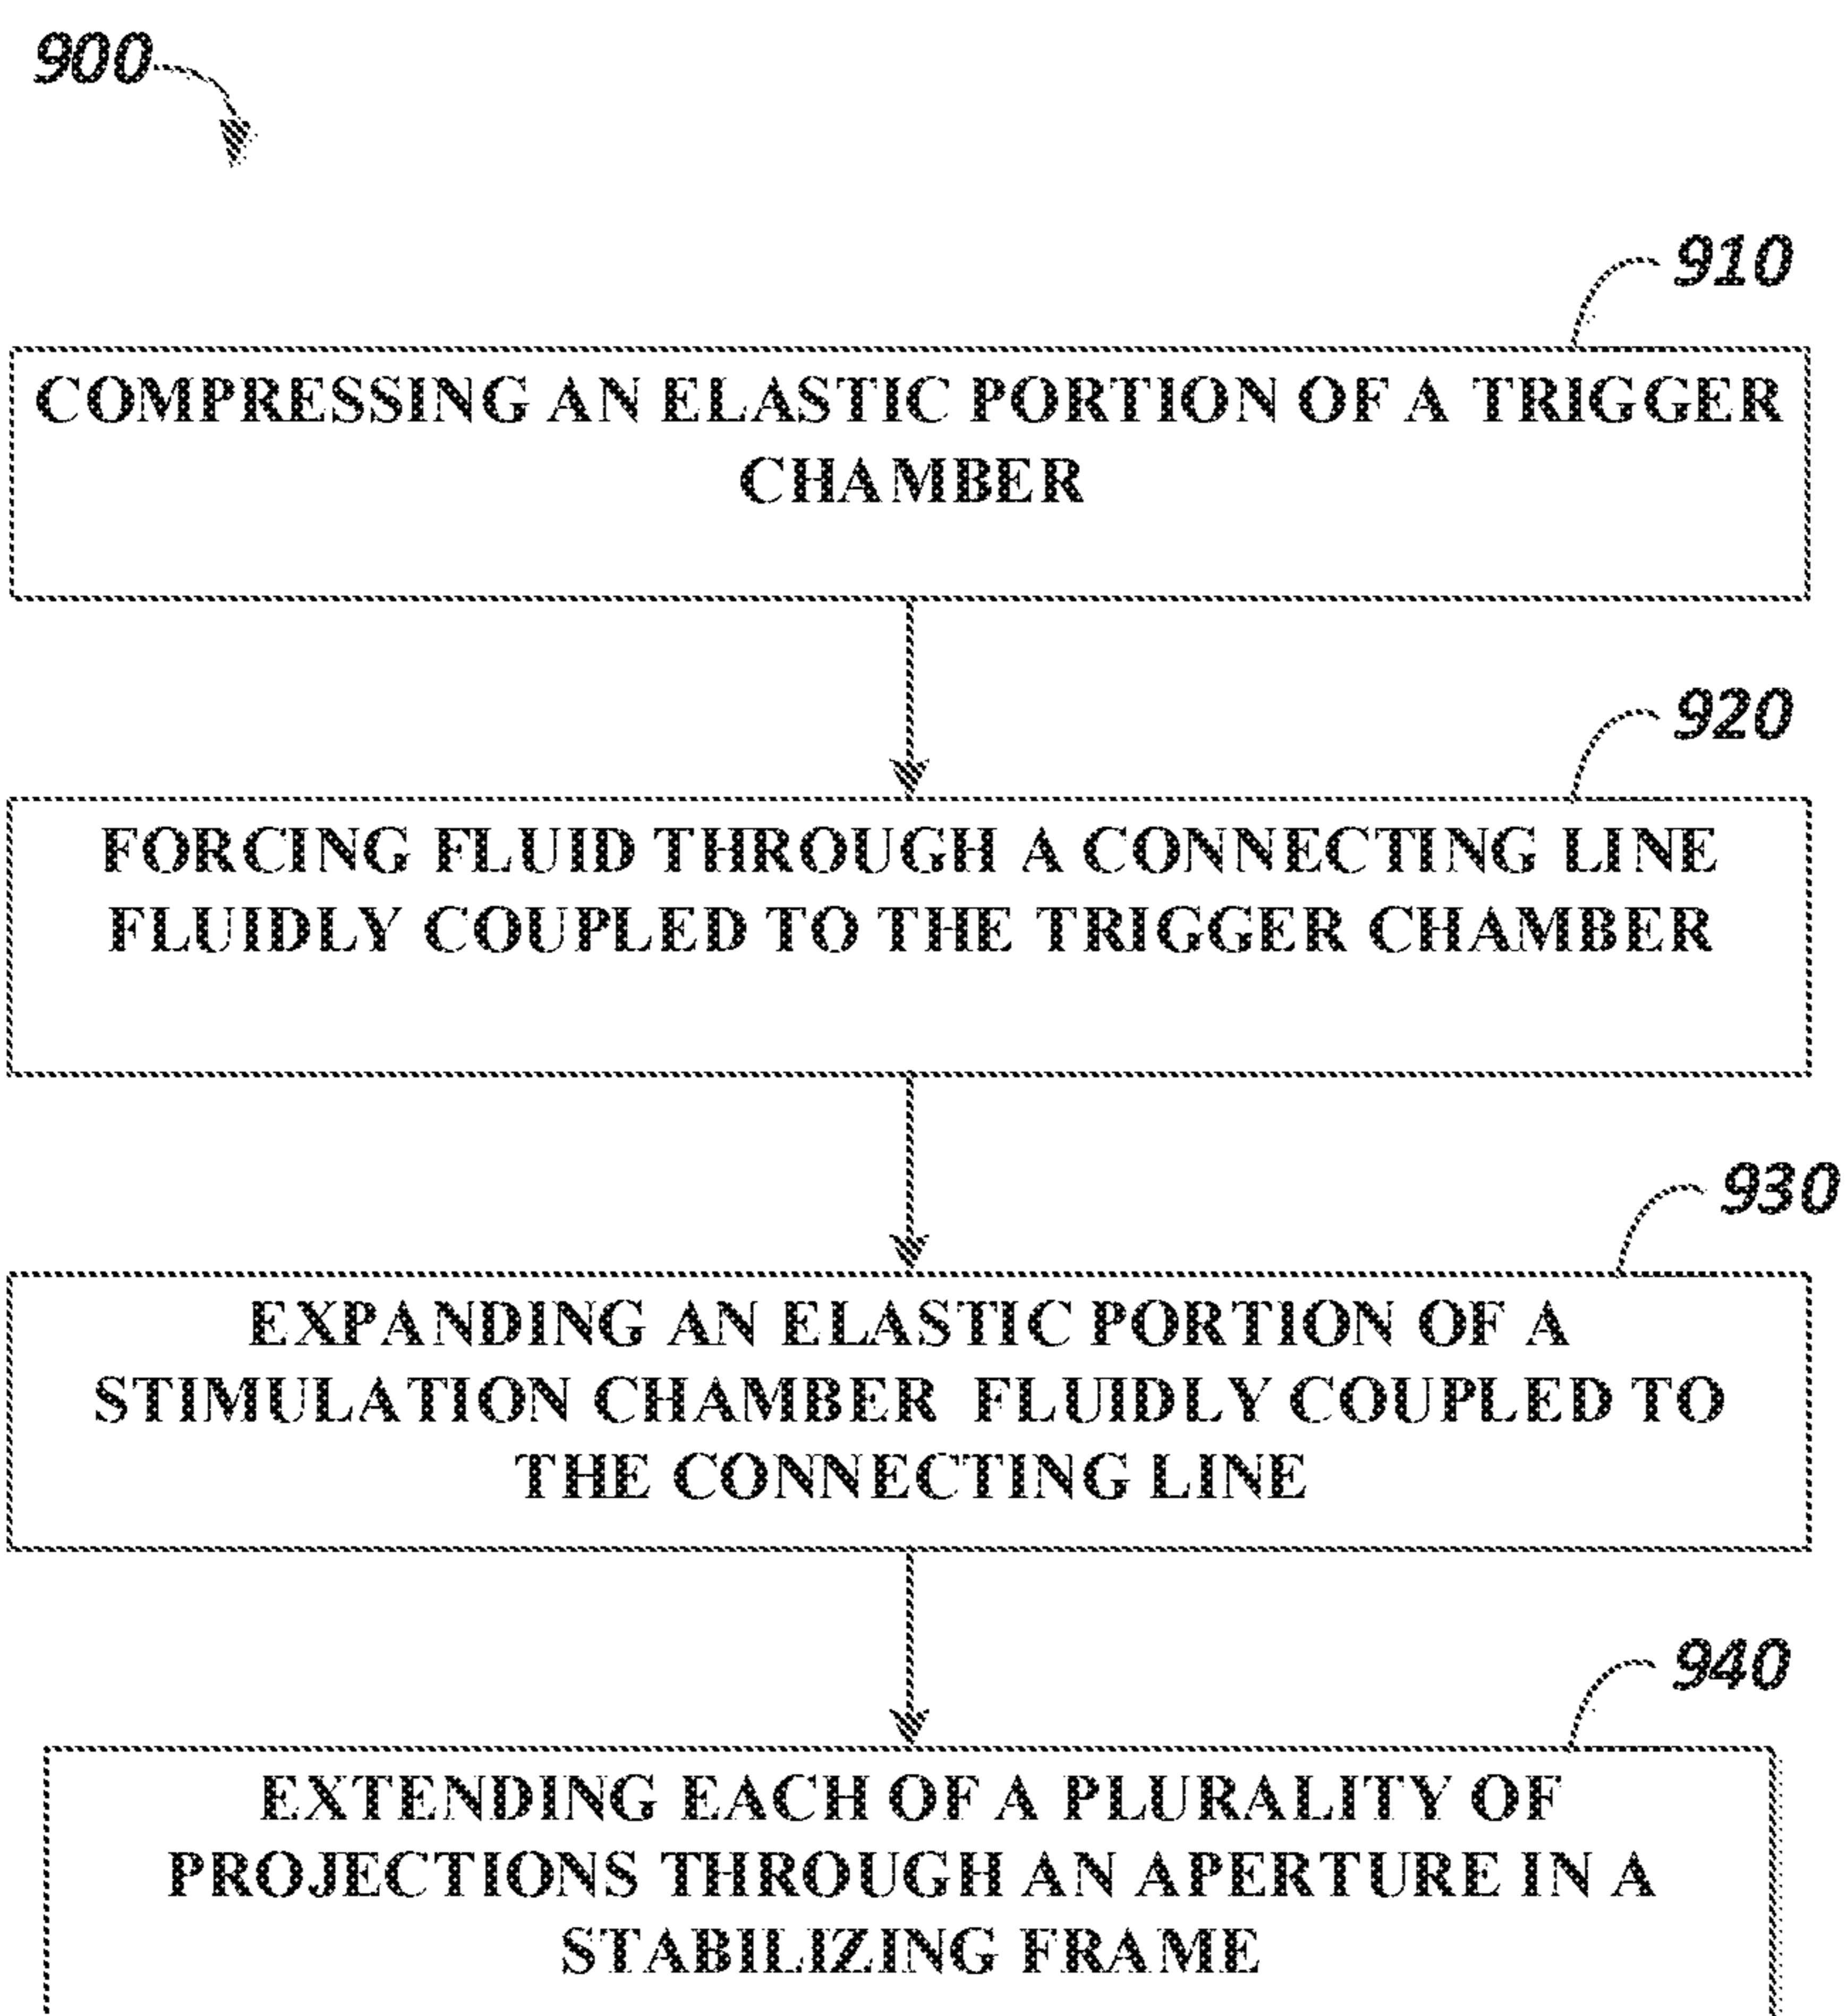 900
910
COMPRESSING AN ELASTIC PORTION OF A TRIGGER
CHAMBER
920
FORCING FLUID THROUGH A CONNECTING LINE
FLUIDLY COUPLED TO THE TRIGGER CHAMBER
930
EXPANDING AN ELASTIC PORTION OF A
STIMULATION CHAMBER FLUIDLY COUPLED TO
THE CONNECTING LINE
940
EXTENDING EACH OF A PLURALITY OF
PROJECTIONS THROUGH AN APERTURE IN A
STABILIZING FRAME